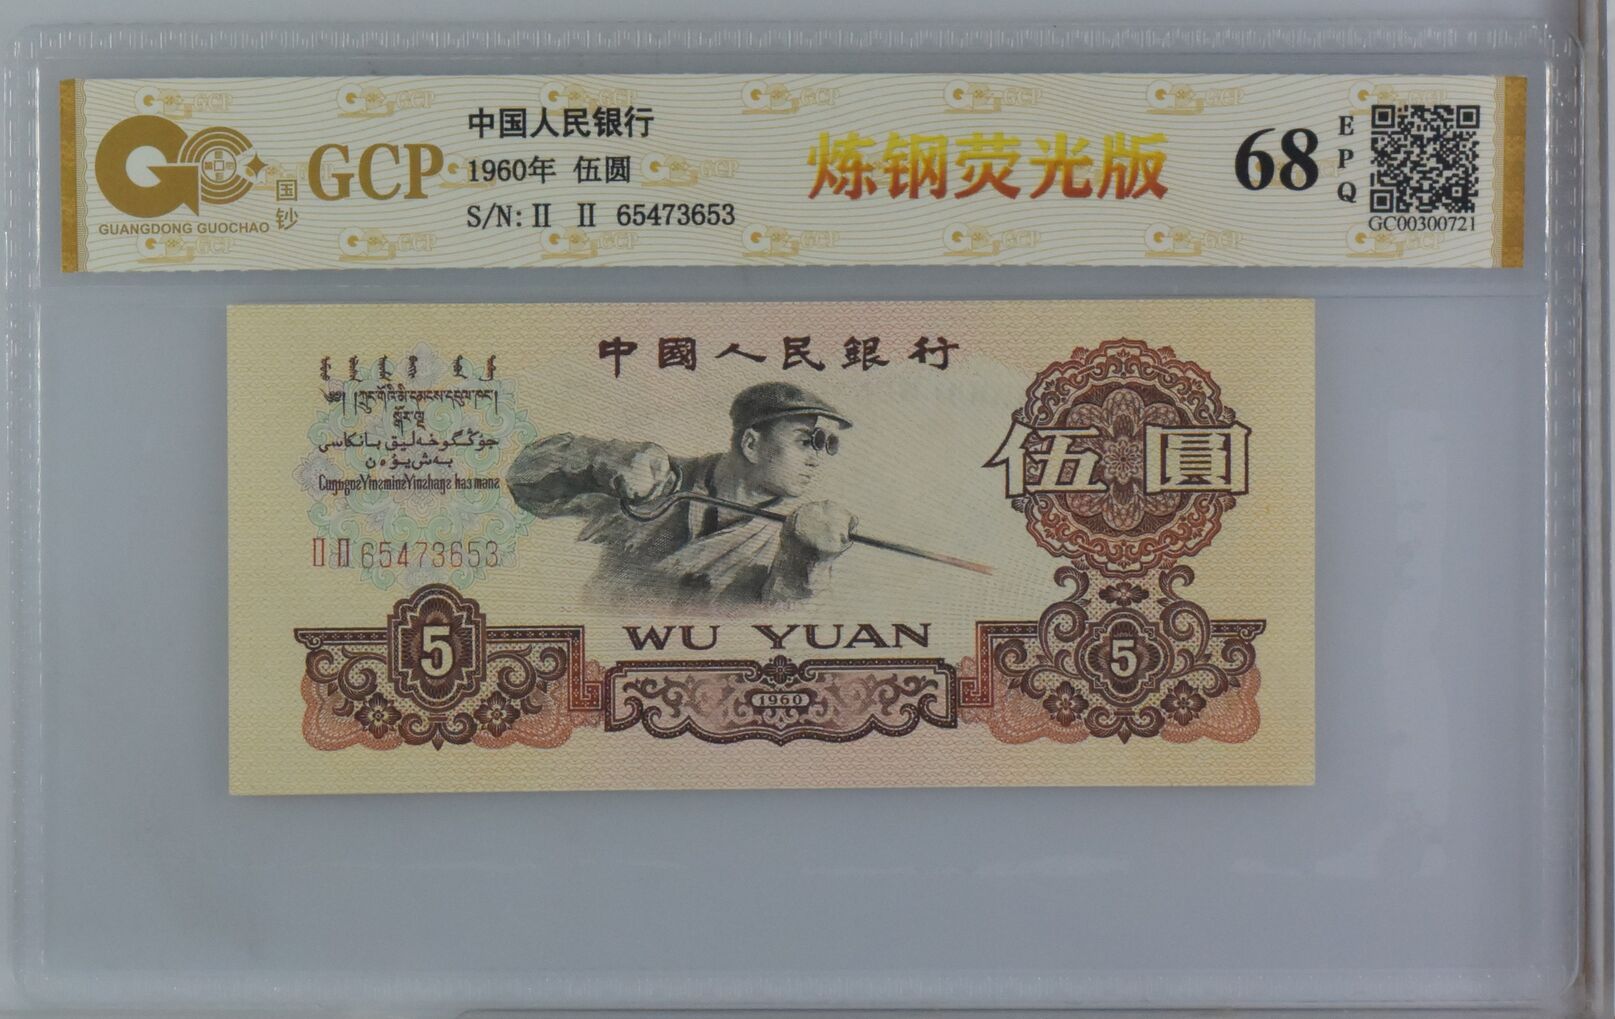 GCP
国钞
GUANGDONG GUOCHAO
中国人民银行
1960年 伍圆
S/N: II II 65473653
炼钢荧光版
68
EPQ
GC00300721
中國人民銀行
伍圓
II II 65473653
5
WU YUAN
1960
5